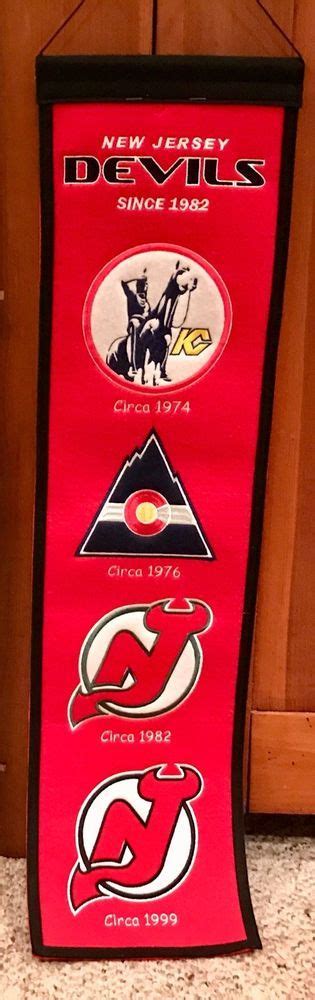 NEW JERSEY
DEVILS
SINCE 1982
KC
Circa 1974
C
Circa 1976
NJ
Circa 1982
NJ
Circa 1999